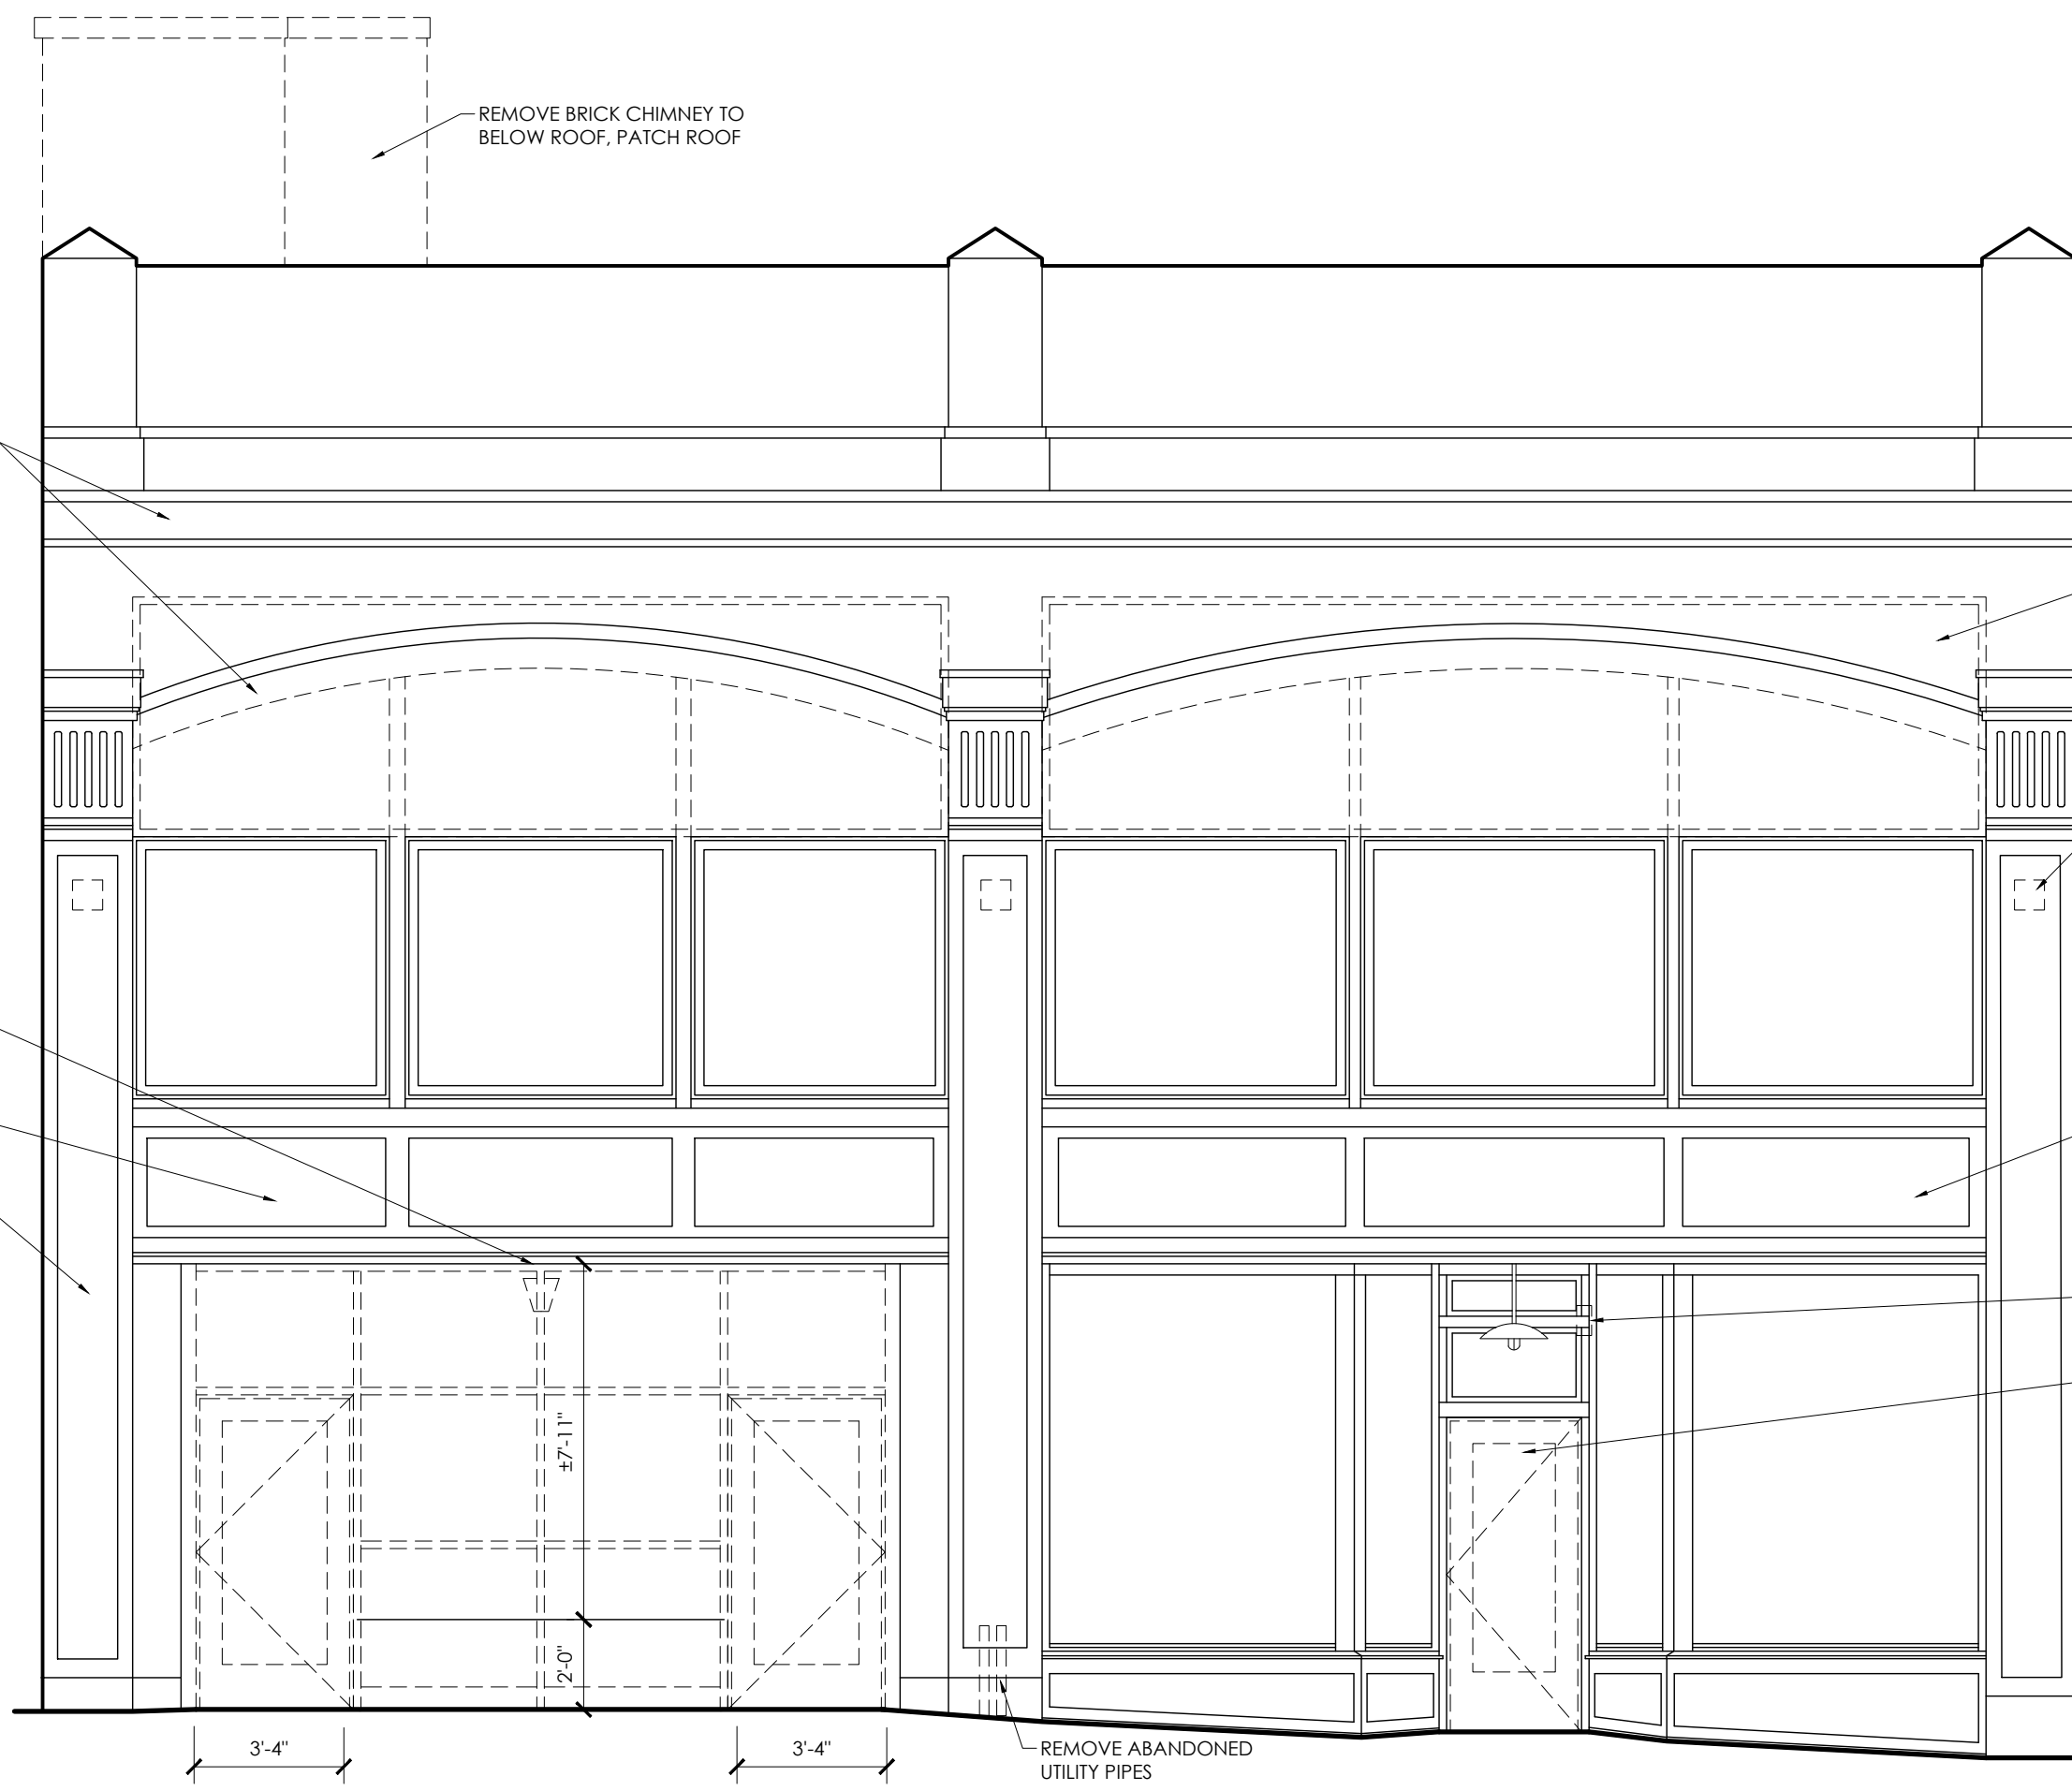 REMOVE BRICK CHIMNEY TO
BELOW ROOF, PATCH ROOF
±7'-11"
2'-0"
3'-4"
3'-4"
REMOVE ABANDONED
UTILITY PIPES